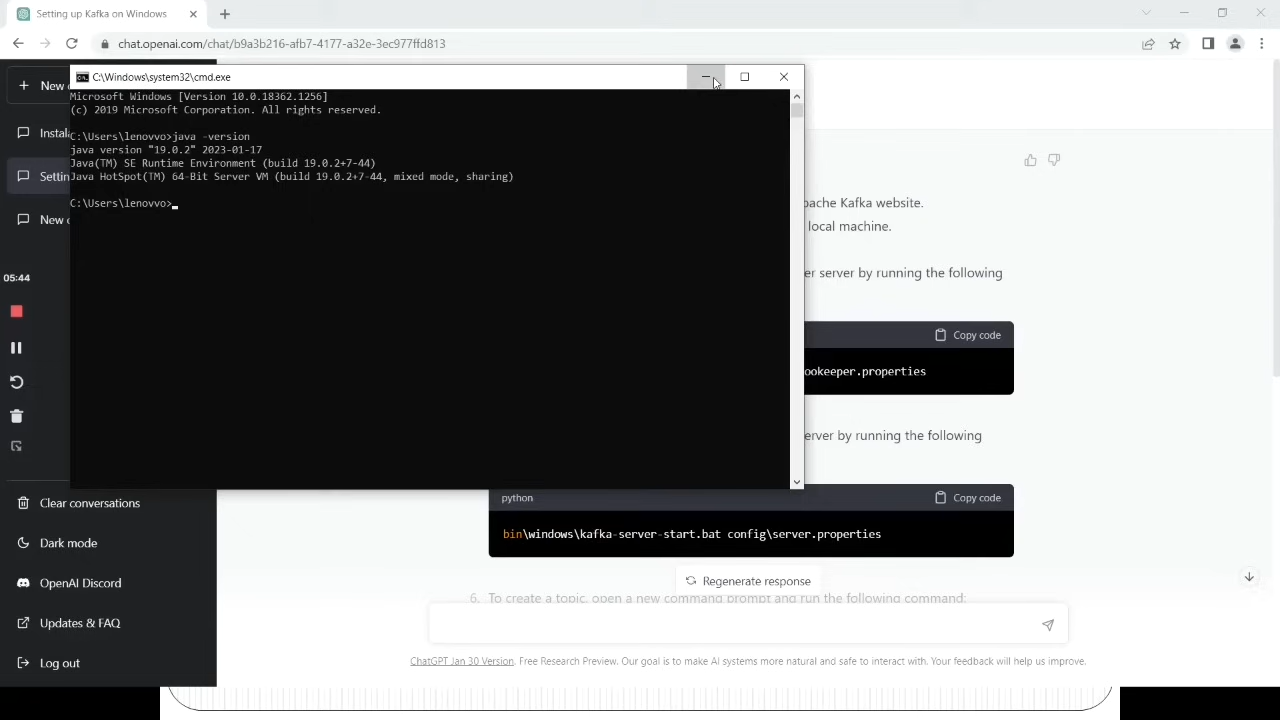 Setting up Kafka on Windows
chat.openai.com/chat/b9a3b216-afb7-4177-a32e-3ec977ffd813
New
C:\Windows\system32\cmd.exe
Microsoft Windows [Version 10.0.18362.1256]
(c) 2019 Microsoft Corporation. All rights reserved.
C:\Users\lenovvo>java -version
java version "19.0.2" 2023-01-17
Java(TM) SE Runtime Environment (build 19.0.2+7-44)
Java HotSpot(TM) 64-Bit Server VM (build 19.0.2+7-44, mixed mode, sharing)
C:\Users\lenovvo>
Instal
Settin
New c
05:44
pache Kafka website.
local machine.
er server by running the following
Copy code
ookeeper.properties
erver by running the following
python
Copy code
bin\windows\kafka-server-start.bat config\server.properties
Regenerate response
6. To create a topic, open a new command prompt and run the following command:
Clear conversations
Dark mode
OpenAI Discord
Updates & FAQ
Log out
ChatGPT Jan 30 Version. Free Research Preview. Our goal is to make AI systems more natural and safe to interact with. Your feedback will help us improve.